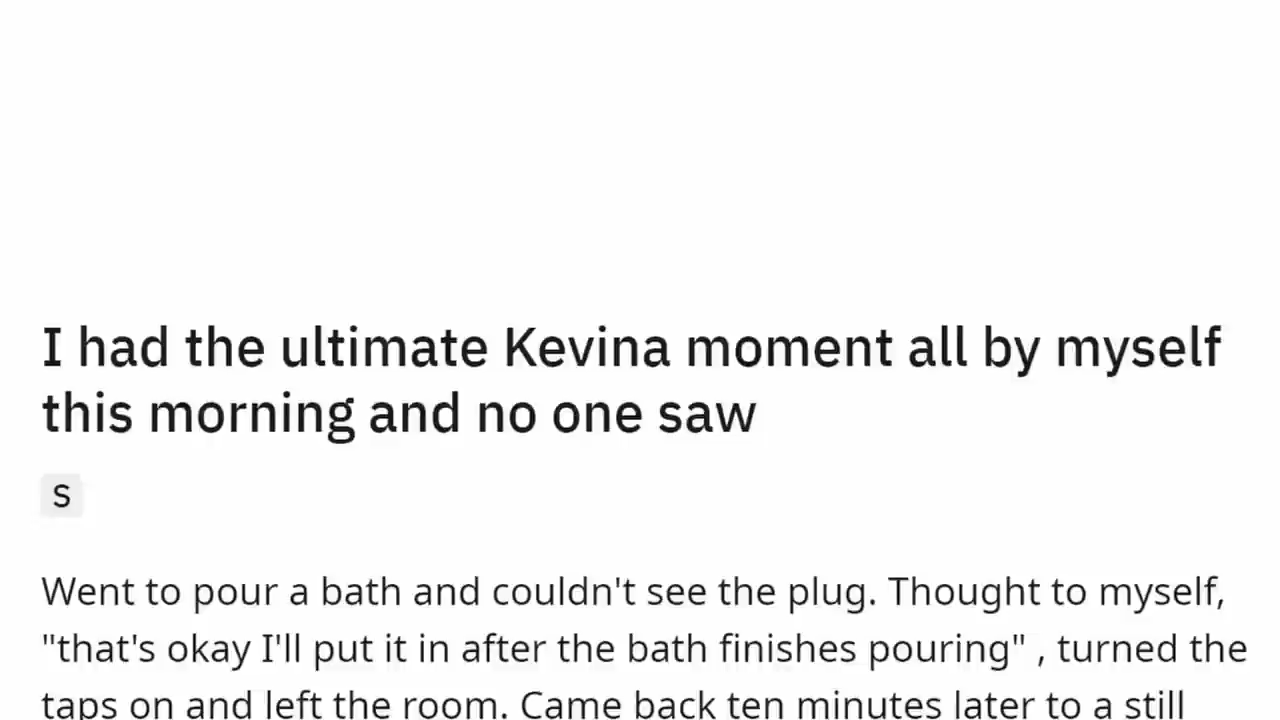 I had the ultimate Kevina moment all by myself
this morning and no one saw
S
Went to pour a bath and couldn't see the plug. Thought to myself,
"that's okay I'll put it in after the bath finishes pouring" , turned the
taps on and left the room. Came back ten minutes later to a still